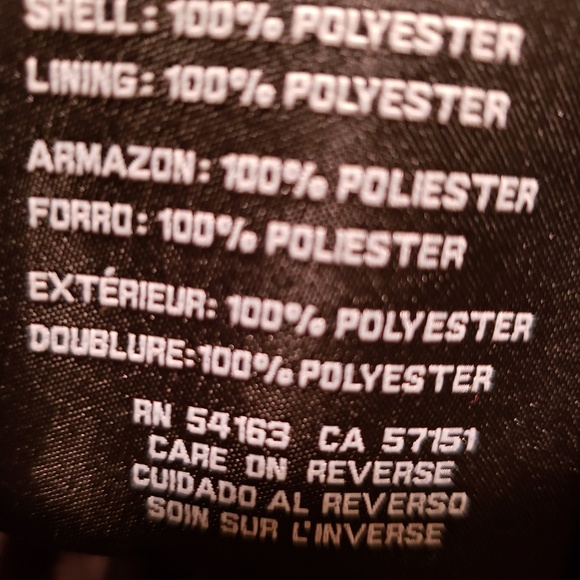 SHELL: 100% POLYESTER
LINING: 100% POLYESTER
ARMAZON: 100% POLIESTER
FORRO: 100% POLIESTER
EXTÉRIEUR: 100% POLYESTER
DOUBLURE: 100% POLYESTER
RN 54163 CA 57151
CARE ON REVERSE
CUIDADO AL REVERSO
SOIN SUR L'INVERSE